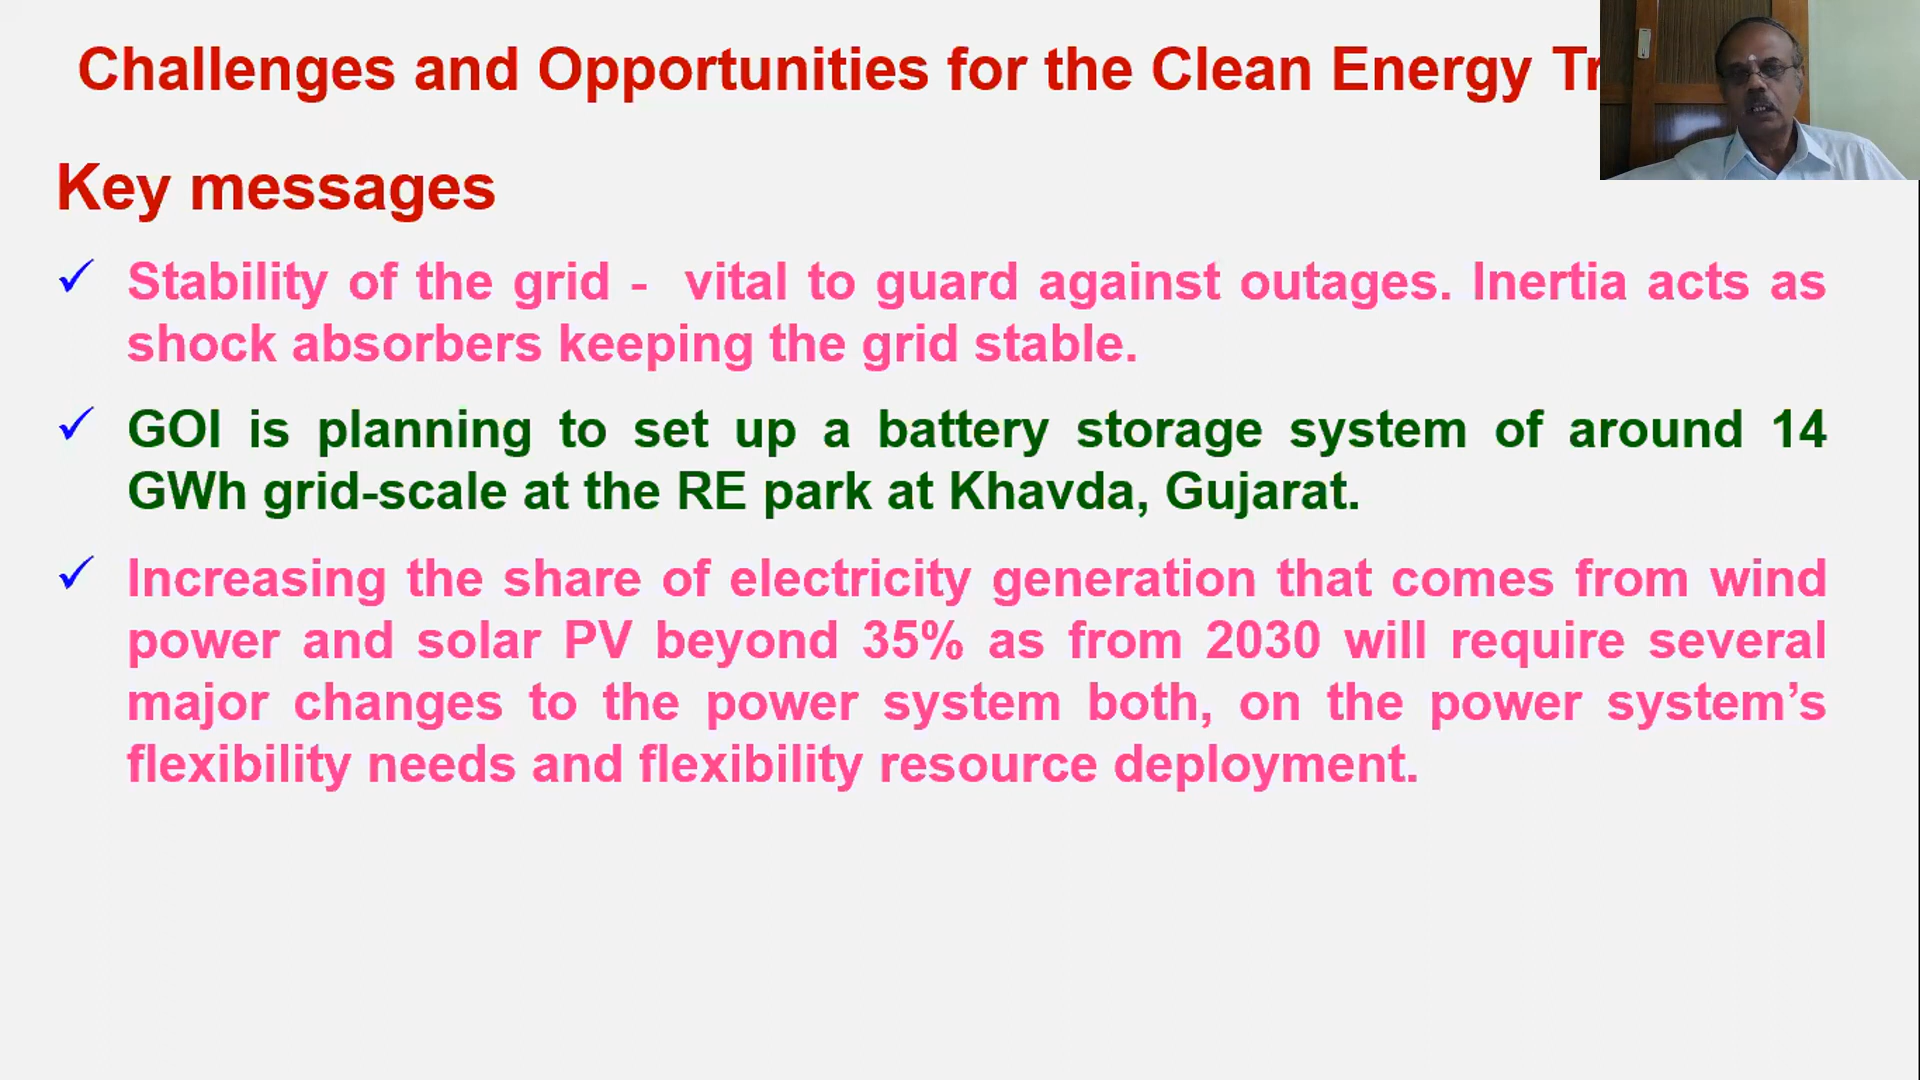 Challenges and Opportunities for the Clean Energy
Key messages
✓ Stability of the grid - vital to guard against outages. Inertia acts as
shock absorbers keeping the grid stable.
✓ GOI is planning to set up a battery storage system of around 14
GWh grid-scale at the RE park at Khavda, Gujarat.
✓ Increasing the share of electricity generation that comes from wind
power and solar PV beyond 35% as from 2030 will require several
major changes to the power system both, on the power system’s
flexibility needs and flexibility resource deployment.